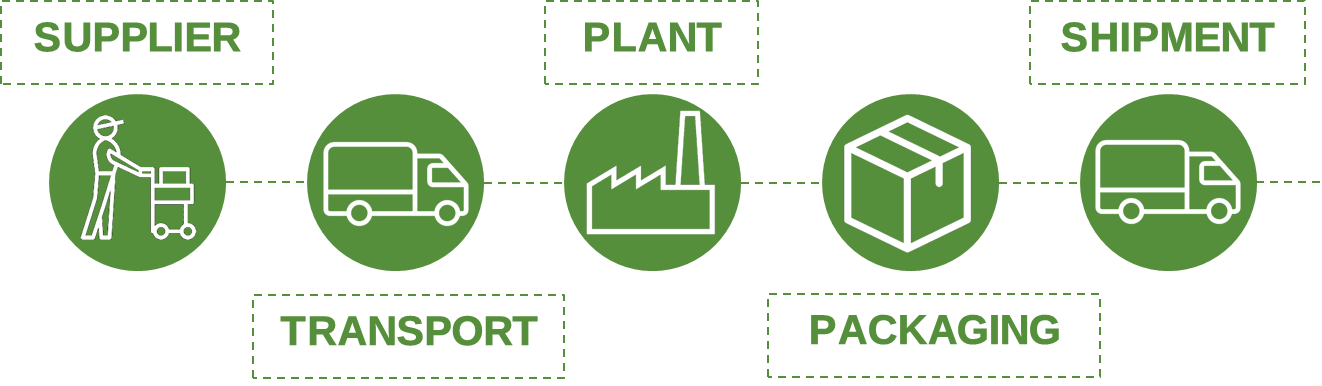 SUPPLIER
TRANSPORT
PLANT
PACKAGING
SHIPMENT